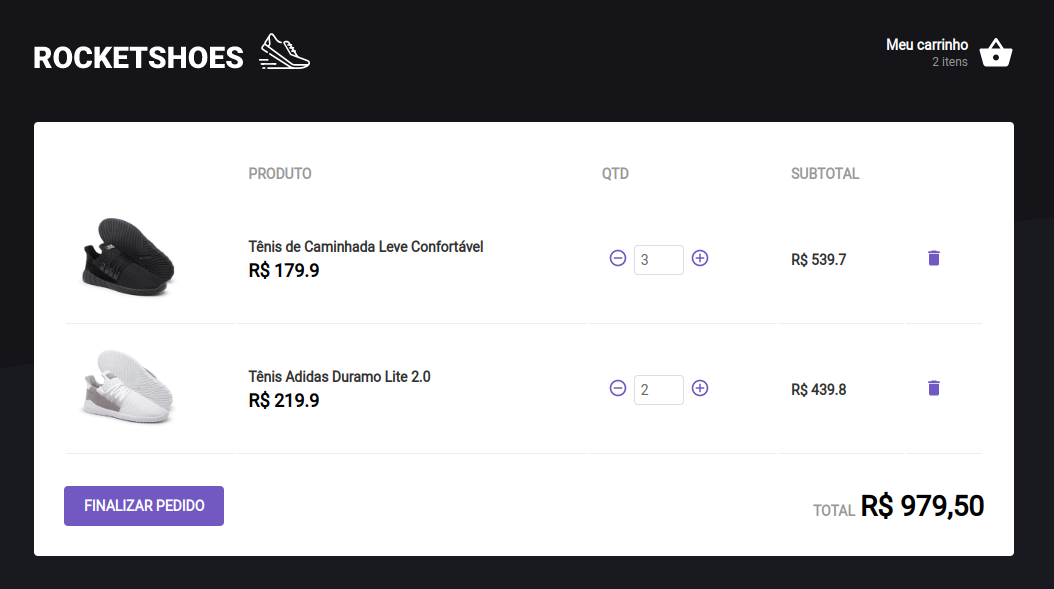 ROCKETSHOES
Meu carrinho
2 itens
PRODUTO QTD SUBTOTAL
Tênis de Caminhada Leve Confortável
R$ 179.9
3
R$ 539.7
Tênis Adidas Duramo Lite 2.0
R$ 219.9
2
R$ 439.8
FINALIZAR PEDIDO
TOTAL R$ 979,50